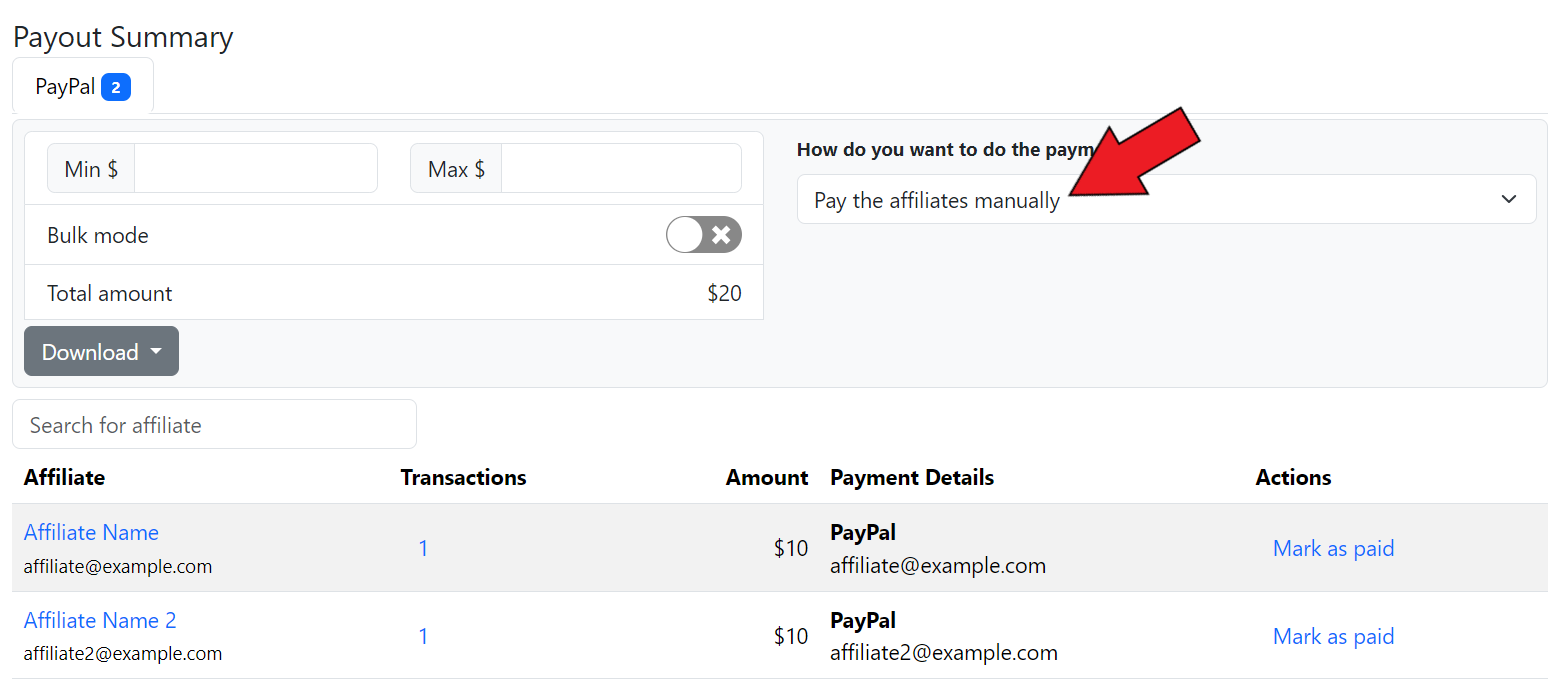 Payout Summary
PayPal 2
Min $
Max $
How do you want to do the paym
Pay the affiliates manually
Bulk mode
Total amount $20
Download
Search for affiliate
Affiliate Transactions Amount Payment Details Actions
Affiliate Name
affiliate@example.com
1
$10
PayPal
affiliate@example.com
Mark as paid
Affiliate Name 2
affiliate2@example.com
1
$10
PayPal
affiliate2@example.com
Mark as paid